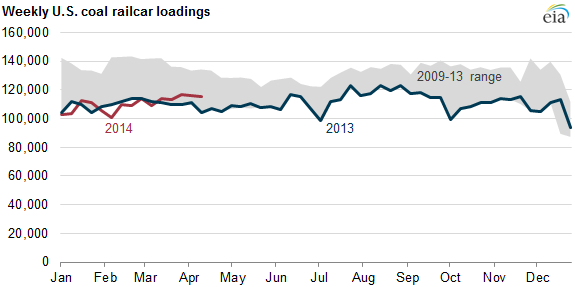 Weekly U.S. coal railcar loadings
eia
160,000
140,000
120,000
100,000
80,000
60,000
40,000
20,000
0
2009-13 range
2014
2013
Jan Feb Mar Apr May Jun Jul Aug Sep Oct Nov Dec